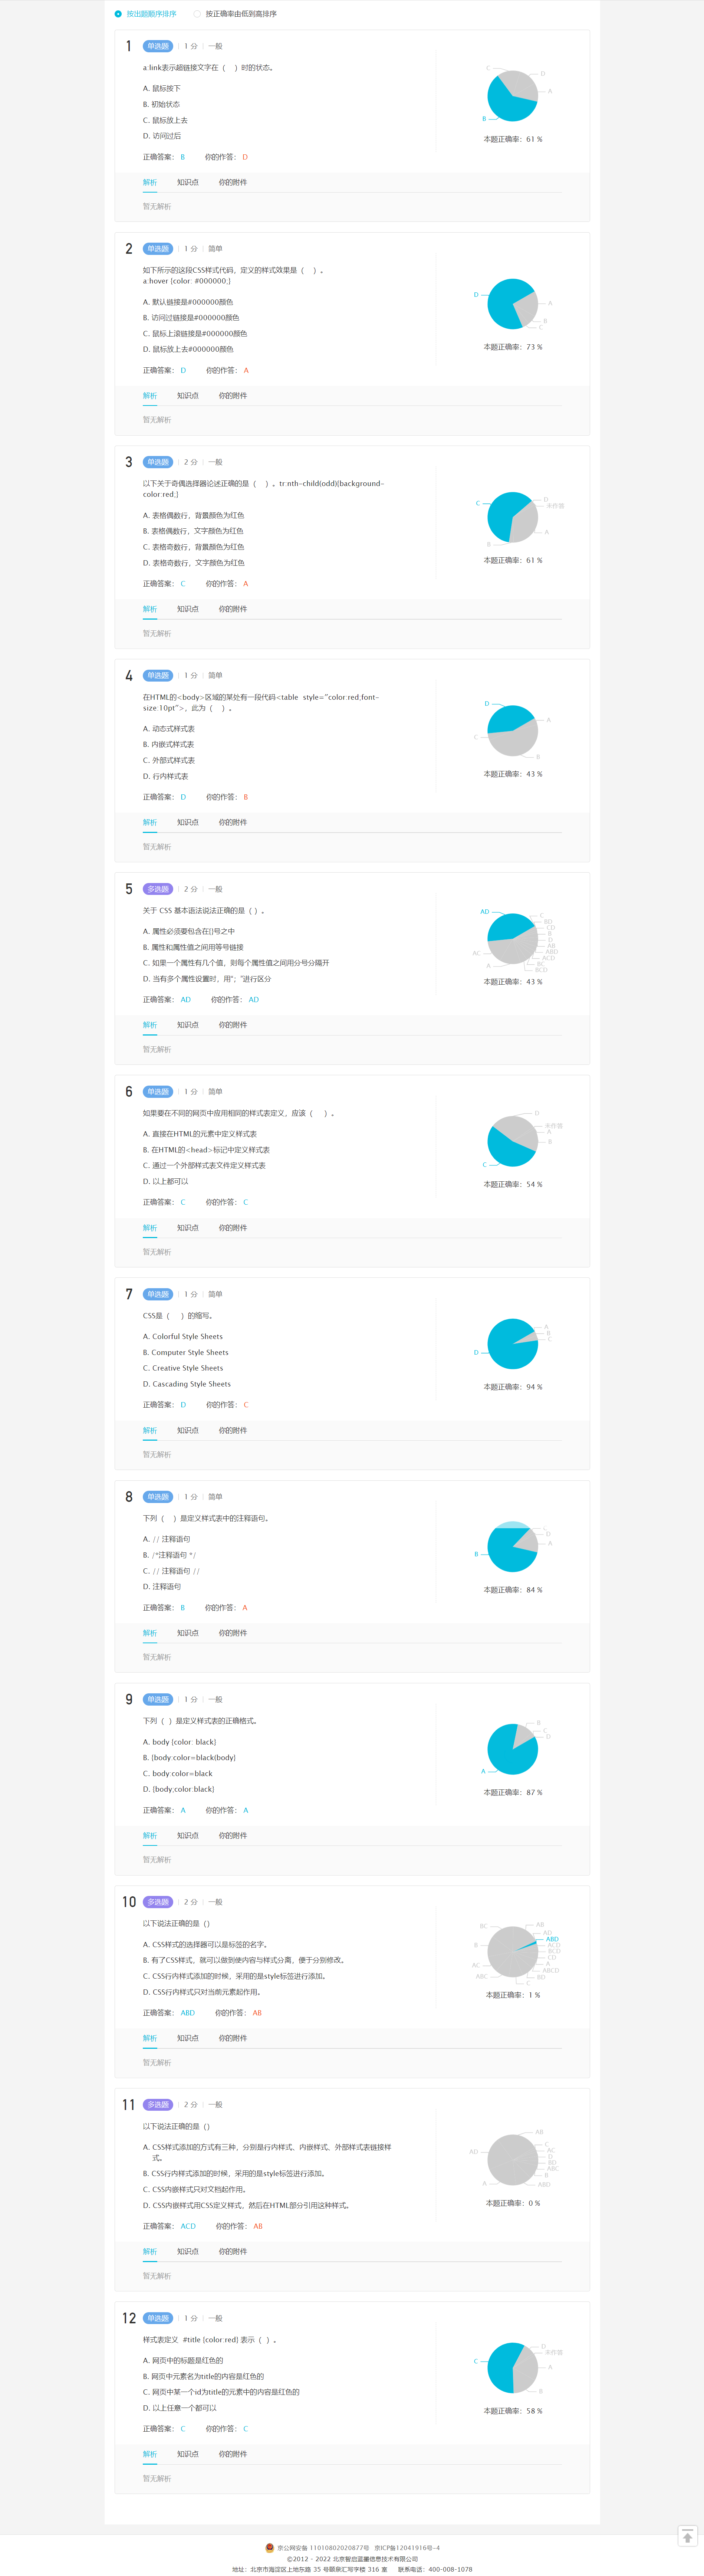 按出题顺序排序 按正确率由低到高排序
1 单选题 1 分 一般
a:link表示超链接文字在（ ）时的状态。
A. 鼠标按下
B. 初始状态
C. 鼠标放上去
D. 访问过后
正确答案： B 你的作答： D
C
D
A
B
本题正确率：61 %
解析 知识点 你的附件
暂无解析
2 单选题 1 分 简单
如下所示的这段CSS样式代码，定义的样式效果是（ ）。
a:hover {color: #000000;}
A. 默认链接是#000000颜色
B. 访问过链接是#000000颜色
C. 鼠标上滚链接是#000000颜色
D. 鼠标放上去#000000颜色
正确答案： D 你的作答： A
D
A
B
C
本题正确率：73 %
解析 知识点 你的附件
暂无解析
3 单选题 2 分 一般
以下关于奇偶选择器论述正确的是（ ）。tr:nth-child(odd){background-
color:red;}
A. 表格偶数行，背景颜色为红色
B. 表格偶数行，文字颜色为红色
C. 表格奇数行，背景颜色为红色
D. 表格奇数行，文字颜色为红色
正确答案： C 你的作答： A
C
D
未作答
A
B
本题正确率：61 %
解析 知识点 你的附件
暂无解析
4 单选题 1 分 简单
在HTML的<body>区域的某处有一段代码<table style="color:red;font-
size:10pt">，此为（ ）。
A. 动态式样式表
B. 内嵌式样式表
C. 外部式样式表
D. 行内样式表
正确答案： D 你的作答： B
D
A
C
B
本题正确率：43 %
解析 知识点 你的附件
暂无解析
5 多选题 2 分 一般
关于 CSS 基本语法说法正确的是（ ）。
A. 属性必须要包含在{}号之中
B. 属性和属性值之间用等号链接
C. 如果一个属性有几个值，则每个属性值之间用分号分隔开
D. 当有多个属性设置时，用"；"进行区分
正确答案： AD 你的作答： AD
AD
C
BD
CD
B
D
AB
ABD
ACD
BC
BCD
AC
A
本题正确率：43 %
解析 知识点 你的附件
暂无解析
6 单选题 1 分 简单
如果要在不同的网页中应用相同的样式表定义，应该（ ）。
A. 直接在HTML的元素中定义样式表
B. 在HTML的<head>标记中定义样式表
C. 通过一个外部样式表文件定义样式表
D. 以上都可以
正确答案： C 你的作答： C
D
未作答
A
B
C
本题正确率：54 %
解析 知识点 你的附件
暂无解析
7 单选题 1 分 简单
CSS是（ ）的缩写。
A. Colorful Style Sheets
B. Computer Style Sheets
C. Creative Style Sheets
D. Cascading Style Sheets
正确答案： D 你的作答： C
A
B
C
D
本题正确率：94 %
解析 知识点 你的附件
暂无解析
8 单选题 1 分 简单
下列（ ）是定义样式表中的注释语句。
A. // 注释语句
B. /*注释语句 */
C. // 注释语句 //
D. 注释语句
正确答案： B 你的作答： A
C
D
A
B
本题正确率：84 %
解析 知识点 你的附件
暂无解析
9 单选题 1 分 一般
下列（ ）是定义样式表的正确格式。
A. body {color: black}
B. {body:color=black(body}
C. body:color=black
D. {body;color:black}
正确答案： A 你的作答： A
B
C
D
A
本题正确率：87 %
解析 知识点 你的附件
暂无解析
10 多选题 2 分 一般
以下说法正确的是（）
A. CSS样式的选择器可以是标签的名字。
B. 有了CSS样式，就可以做到使内容与样式分离，便于分别修改。
C. CSS行内样式添加的时候，采用的是style标签进行添加。
D. CSS行内样式只对当前元素起作用。
正确答案： ABD 你的作答： AB
BC
AB
AD
ABD
ACD
BCD
CD
A
ABCD
BD
C
B
AC
ABC
本题正确率：1 %
解析 知识点 你的附件
暂无解析
11 多选题 2 分 一般
以下说法正确的是（）
A. CSS样式添加的方式有三种，分别是行内样式、内嵌样式、外部样式表链接样
式。
B. CSS行内样式添加的时候，采用的是style标签进行添加。
C. CSS内嵌样式只对文档起作用。
D. CSS内嵌样式用CSS定义样式，然后在HTML部分引用这种样式。
正确答案： ACD 你的作答： AB
AB
C
AC
D
BD
ABC
B
ABD
AD
A
本题正确率：0 %
解析 知识点 你的附件
暂无解析
12 单选题 1 分 一般
样式表定义 #title {color:red} 表示（ ）。
A. 网页中的标题是红色的
B. 网页中元素名为title的内容是红色的
C. 网页中某一个id为title的元素中的内容是红色的
D. 以上任意一个都可以
正确答案： C 你的作答： C
C
D
未作答
A
B
本题正确率：58 %
解析 知识点 你的附件
暂无解析
京公网安备 11010802020877号 京ICP备12041916号-4
©2012 - 2022 北京智启蓝墨信息技术有限公司
地址：北京市海淀区上地东路 35 号颐泉汇写字楼 316 室 联系电话：400-008-1078